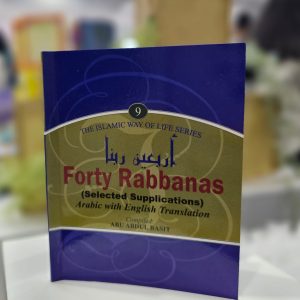 9
THE ISLAMIC WAY OF LIFE SERIES
أربعين ربنا
Forty Rabbanas
(Selected Supplications)
Arabic with English Translation
Compiled
ABU ABDUL BASIT